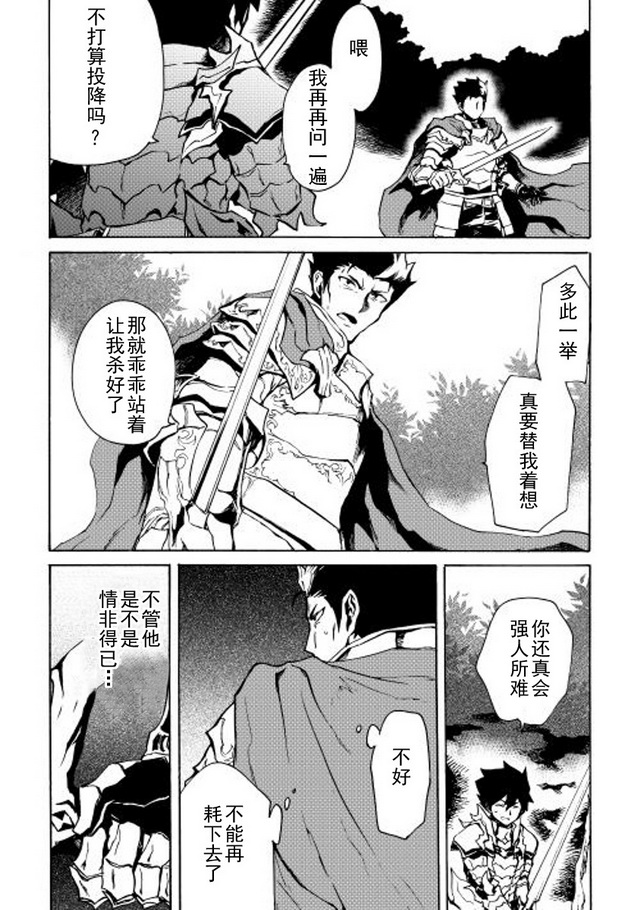 喂
我再再问一遍
不打算投降吗？
多此一举
真要替我着想
那就乖乖站着
让我杀好了
你还真会
强人所难
不好
不能再
耗下去了
不管他
是不是
情非得已…